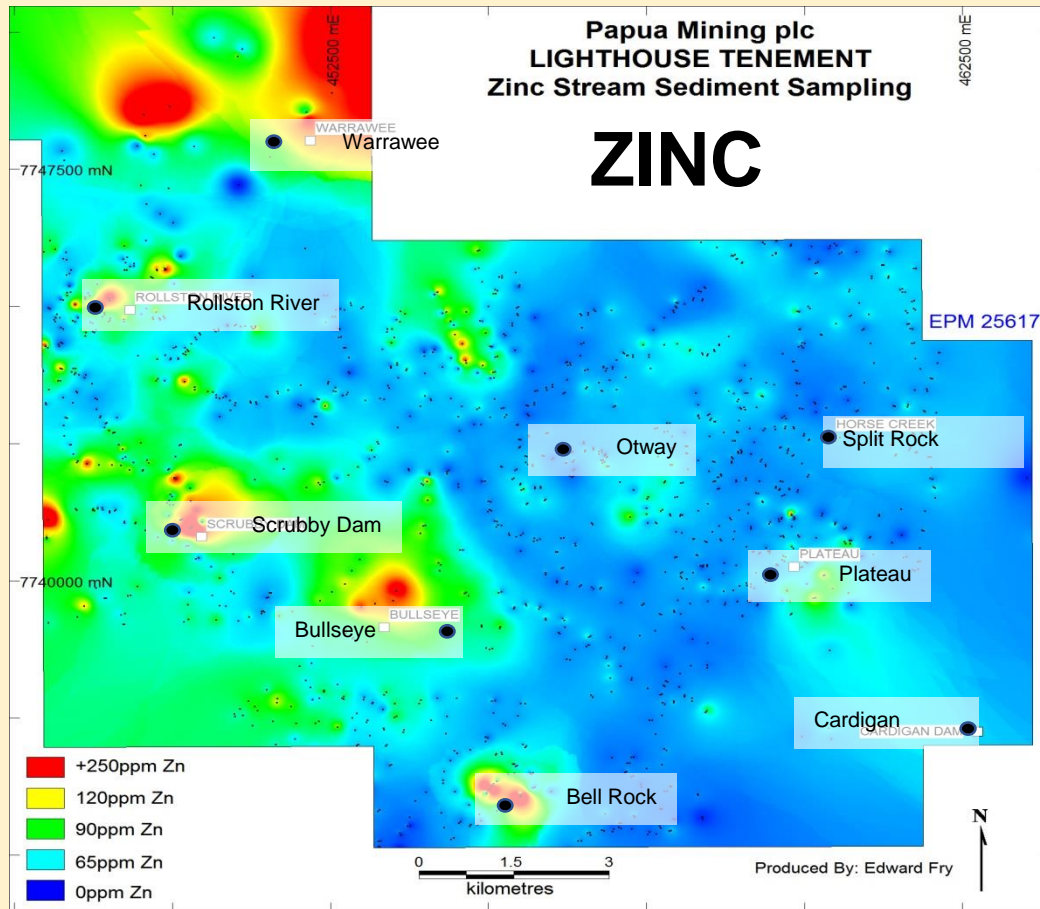 Papua Mining plc
LIGHTHOUSE TENEMENT
Zinc Stream Sediment Sampling
ZINC
452500 mE
462500 mE
WARRAWEE
Warrawee
7747500 mN
ROLLSTON RIVER
Rollston River
EPM 25617
HORSE CREEK
Split Rock
Otway
Scrubby Dam
PLATEAU
Plateau
7740000 mN
BULLSEYE
Bullseye
Cardigan
CARDIGAN DAM
Bell Rock
+250ppm Zn
120ppm Zn
90ppm Zn
65ppm Zn
0ppm Zn
0 1.5 3
kilometres
Produced By: Edward Fry
N